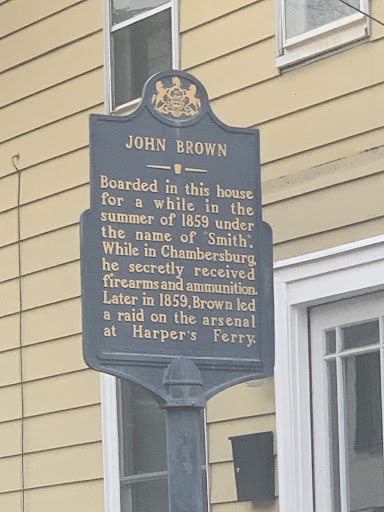 JOHN BROWN
Boarded in this house
for a while in the
summer of 1859 under
the name of "Smith".
While in Chambersburg,
he secretly received
firearms and ammunition.
Later in 1859, Brown led
a raid on the arsenal
at Harper's Ferry.